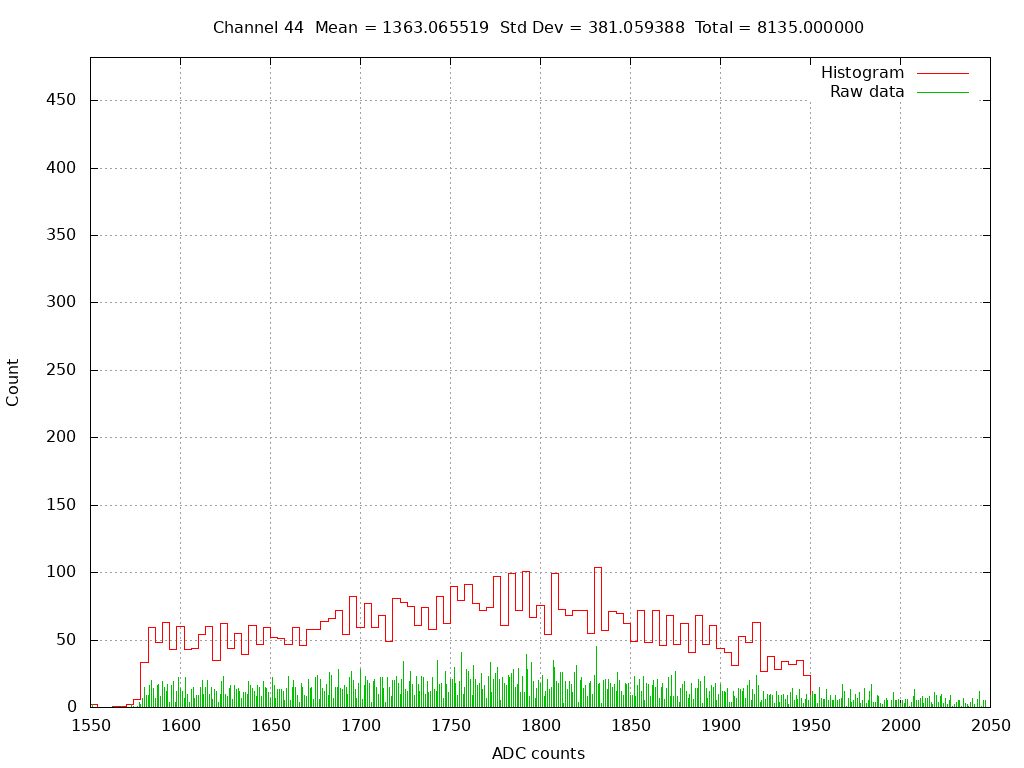 Channel 44  Mean = 1363.065519  Std Dev = 381.059388  Total = 8135.000000
Histogram
Raw data
450
400
350
300
250
200
150
100
50
0
Count
1550 1600 1650 1700 1750 1800 1850 1900 1950 2000 2050
ADC counts